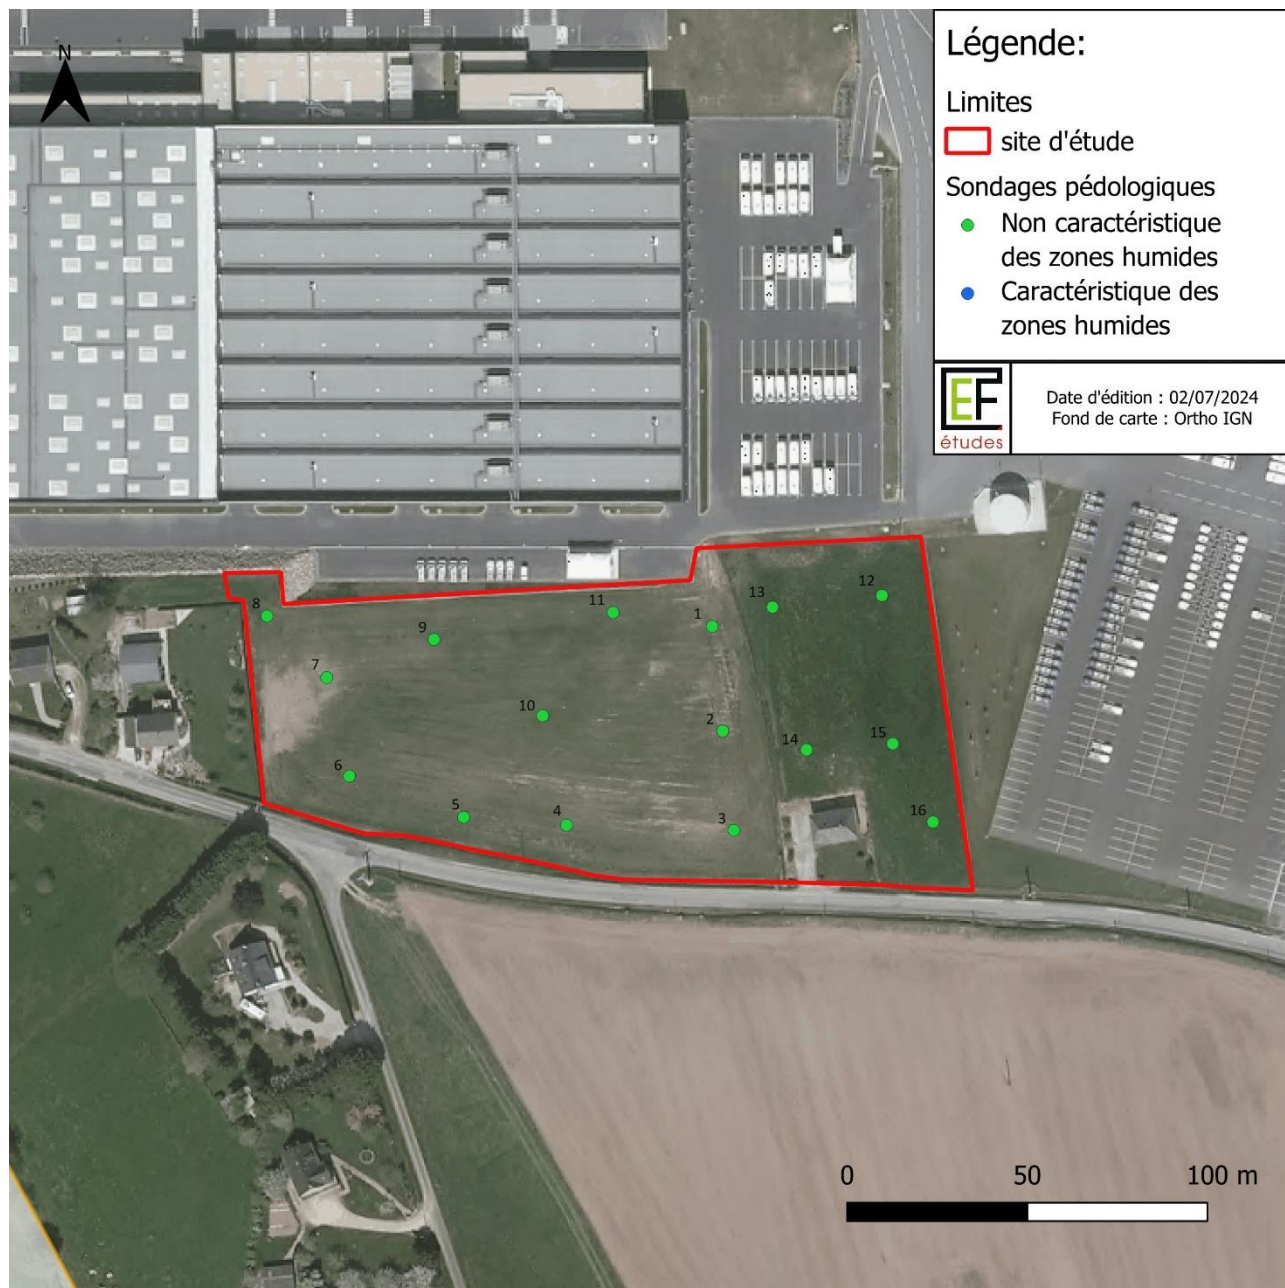 N
Légende:
Limites
site d'étude
Sondages pédologiques
Non caractéristique
des zones humides
Caractéristique des
zones humides
EF
études
Date d'édition : 02/07/2024
Fond de carte : Ortho IGN
8
9
11
1
13
12
7
10
2
14
15
6
5
4
3
16
0 50 100 m